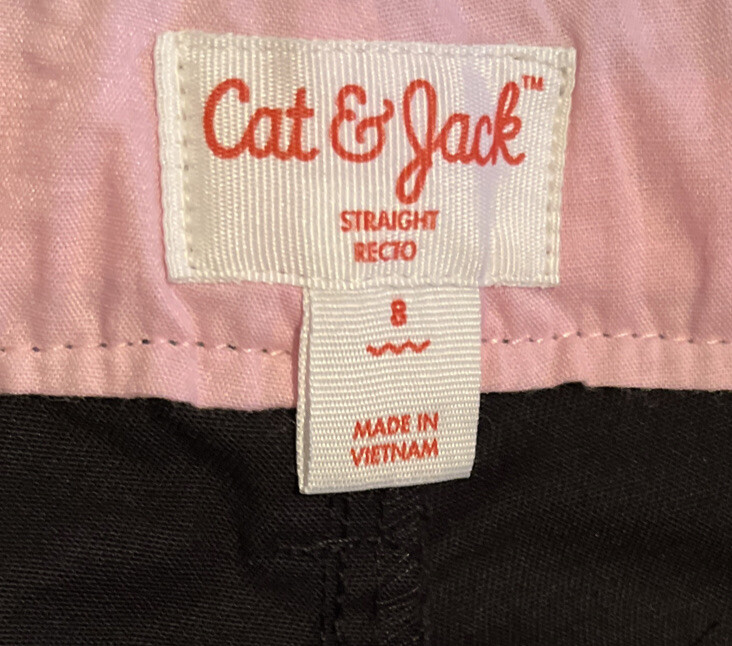 Cat & Jack™
STRAIGHT
RECTO
8
MADE IN
VIETNAM